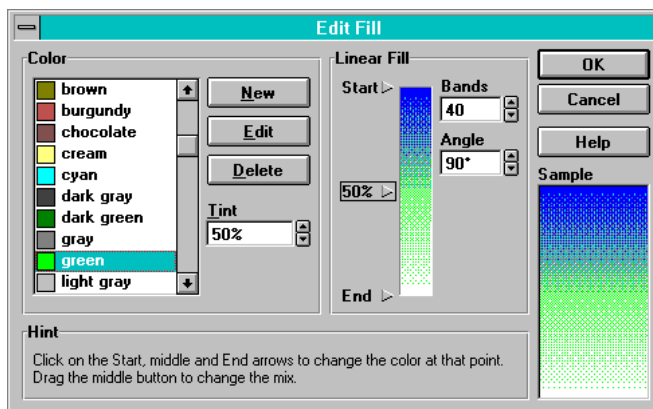 Edit Fill
Color
brown
burgundy
chocolate
cream
cyan
dark gray
dark green
gray
green
light gray
New
Edit
Delete
Tint
50%
Linear Fill
Start
50%
End
Bands
40
Angle
90°
OK
Cancel
Help
Sample
Hint
Click on the Start, middle and End arrows to change the color at that point.
Drag the middle button to change the mix.